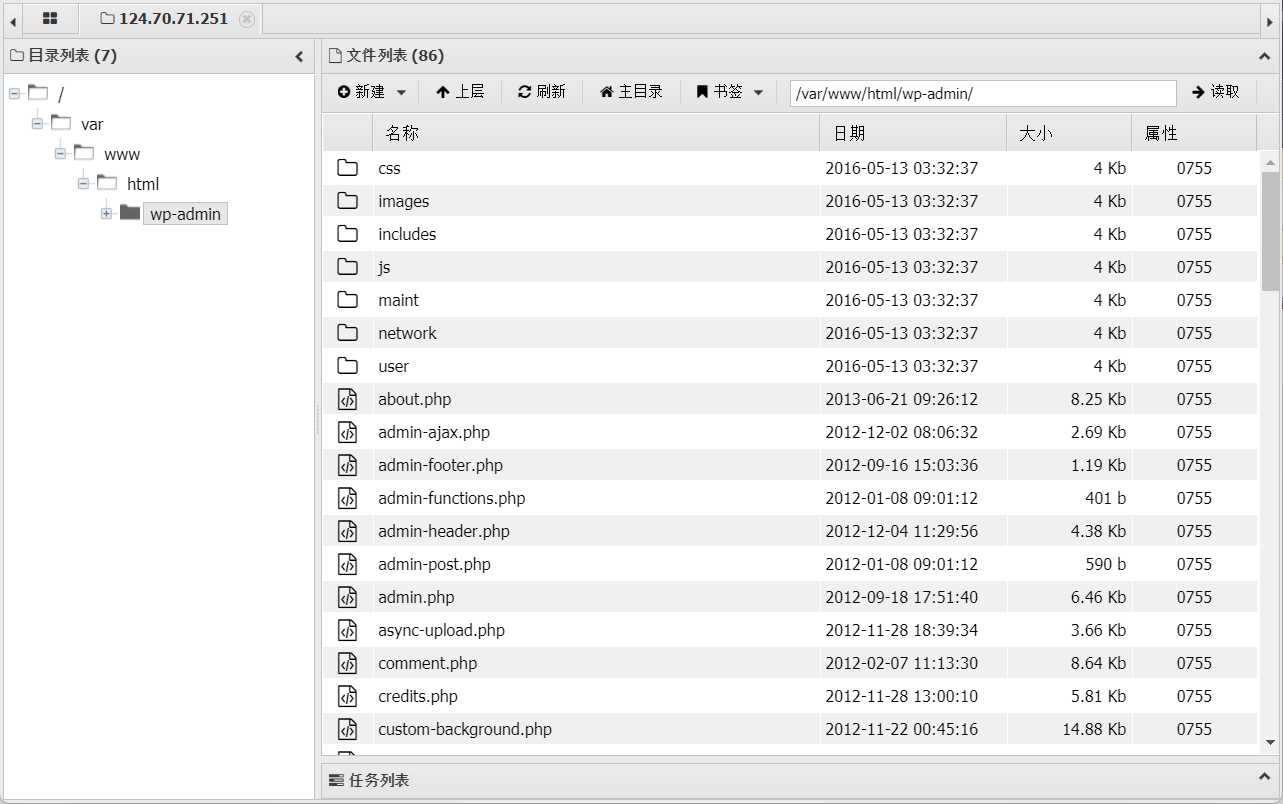 124.70.71.251
目录列表 (7)
文件列表 (86)
/
var
www
html
wp-admin
新建 上层 刷新 主目录 书签 /var/www/html/wp-admin/ 读取
名称 日期 大小 属性
css 2016-05-13 03:32:37 4 Kb 0755
images 2016-05-13 03:32:37 4 Kb 0755
includes 2016-05-13 03:32:37 4 Kb 0755
js 2016-05-13 03:32:37 4 Kb 0755
maint 2016-05-13 03:32:37 4 Kb 0755
network 2016-05-13 03:32:37 4 Kb 0755
user 2016-05-13 03:32:37 4 Kb 0755
about.php 2013-06-21 09:26:12 8.25 Kb 0755
admin-ajax.php 2012-12-02 08:06:32 2.69 Kb 0755
admin-footer.php 2012-09-16 15:03:36 1.19 Kb 0755
admin-functions.php 2012-01-08 09:01:12 401 b 0755
admin-header.php 2012-12-04 11:29:56 4.38 Kb 0755
admin-post.php 2012-01-08 09:01:12 590 b 0755
admin.php 2012-09-18 17:51:40 6.46 Kb 0755
async-upload.php 2012-11-28 18:39:34 3.66 Kb 0755
comment.php 2012-02-07 11:13:30 8.64 Kb 0755
credits.php 2012-11-28 13:00:10 5.81 Kb 0755
custom-background.php 2012-11-22 00:45:16 14.88 Kb 0755
任务列表